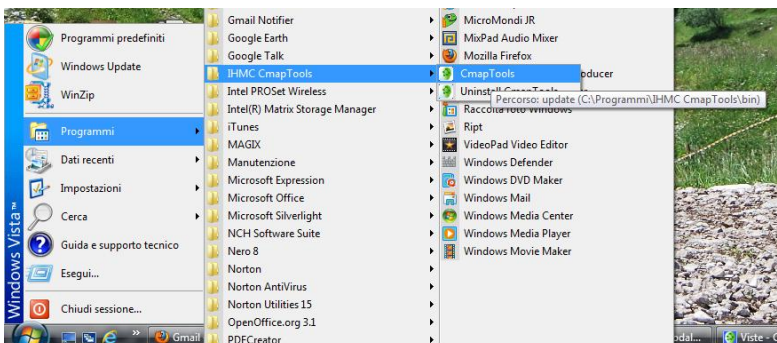 Programmi predefiniti
Windows Update
WinZip
Programmi
Dati recenti
Impostazioni
Cerca
Guida e supporto tecnico
Esegui...
Chiudi sessione...
Windows Vista™
Gmail Notifier
Google Earth
Google Talk
IHMC CmapTools
Intel PROSet Wireless
Intel(R) Matrix Storage Manager
iTunes
MAGIX
Manutenzione
Microsoft Expression
Microsoft Office
Microsoft Silverlight
NCH Software Suite
Nero 8
Norton
Norton AntiVirus
Norton Utilities 15
OpenOffice.org 3.1
PDFCreator
MicroMondi JR
MixPad Audio Mixer
Mozilla Firefox
CmapTools
oducer
Uninstall CmapTools
Percorso: update (C:\Programmi\IHMC CmapTools\bin)
Raccolta foto Windows
Ript
VideoPad Video Editor
Windows Defender
Windows DVD Maker
Windows Mail
Windows Media Center
Windows Media Player
Windows Movie Maker
» Gmail
Viste - C